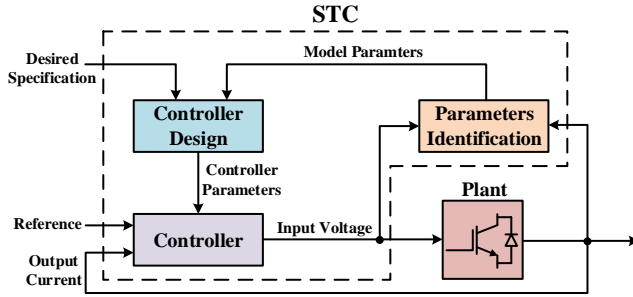 STC
Desired
Specification
Model Paramters
Controller
Design
Parameters
Identification
Controller
Parameters
Plant
Reference
Controller
Input Voltage
Output
Current